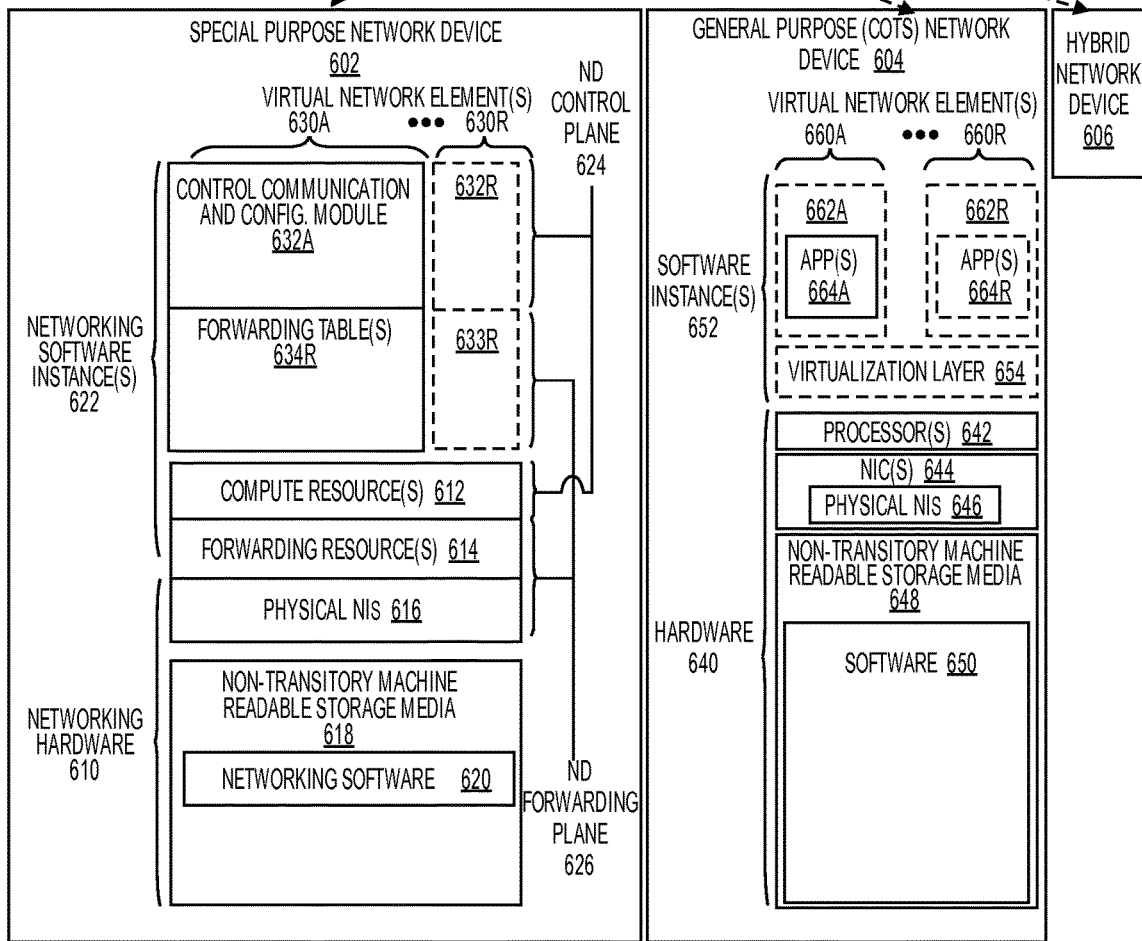 SPECIAL PURPOSE NETWORK DEVICE
602
VIRTUAL NETWORK ELEMENT(S)
630A ••• 630R
ND
CONTROL
PLANE
624
NETWORKING
SOFTWARE
INSTANCE(S)
622
CONTROL COMMUNICATION
AND CONFIG. MODULE
632A
632R
FORWARDING TABLE(S)
634R
633R
COMPUTE RESOURCE(S) 612
FORWARDING RESOURCE(S) 614
PHYSICAL NIS 616
NETWORKING
HARDWARE
610
NON-TRANSITORY MACHINE
READABLE STORAGE MEDIA
618
NETWORKING SOFTWARE 620
ND
FORWARDING
PLANE
626
GENERAL PURPOSE (COTS) NETWORK
DEVICE 604
VIRTUAL NETWORK ELEMENT(S)
660A ••• 660R
SOFTWARE
INSTANCE(S)
652
662A
APP(S)
664A
662R
APP(S)
664R
VIRTUALIZATION LAYER 654
HARDWARE
640
PROCESSOR(S) 642
NIC(S) 644
PHYSICAL NIS 646
NON-TRANSITORY MACHINE
READABLE STORAGE MEDIA
648
SOFTWARE 650
HYBRID
NETWORK
DEVICE
606